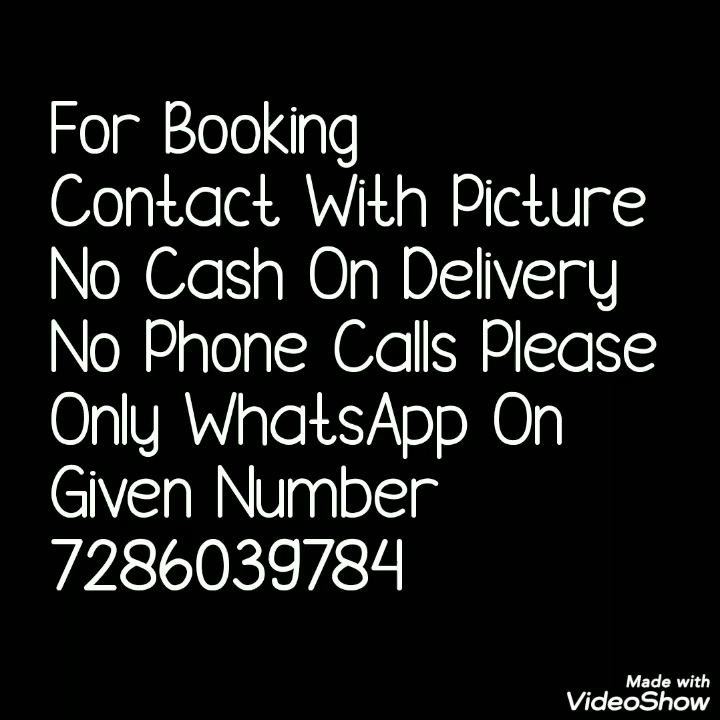 For Booking
Contact With Picture
No Cash On Delivery
No Phone Calls Please
Only WhatsApp On
Given Number
7286039784
Made with
VideoShow